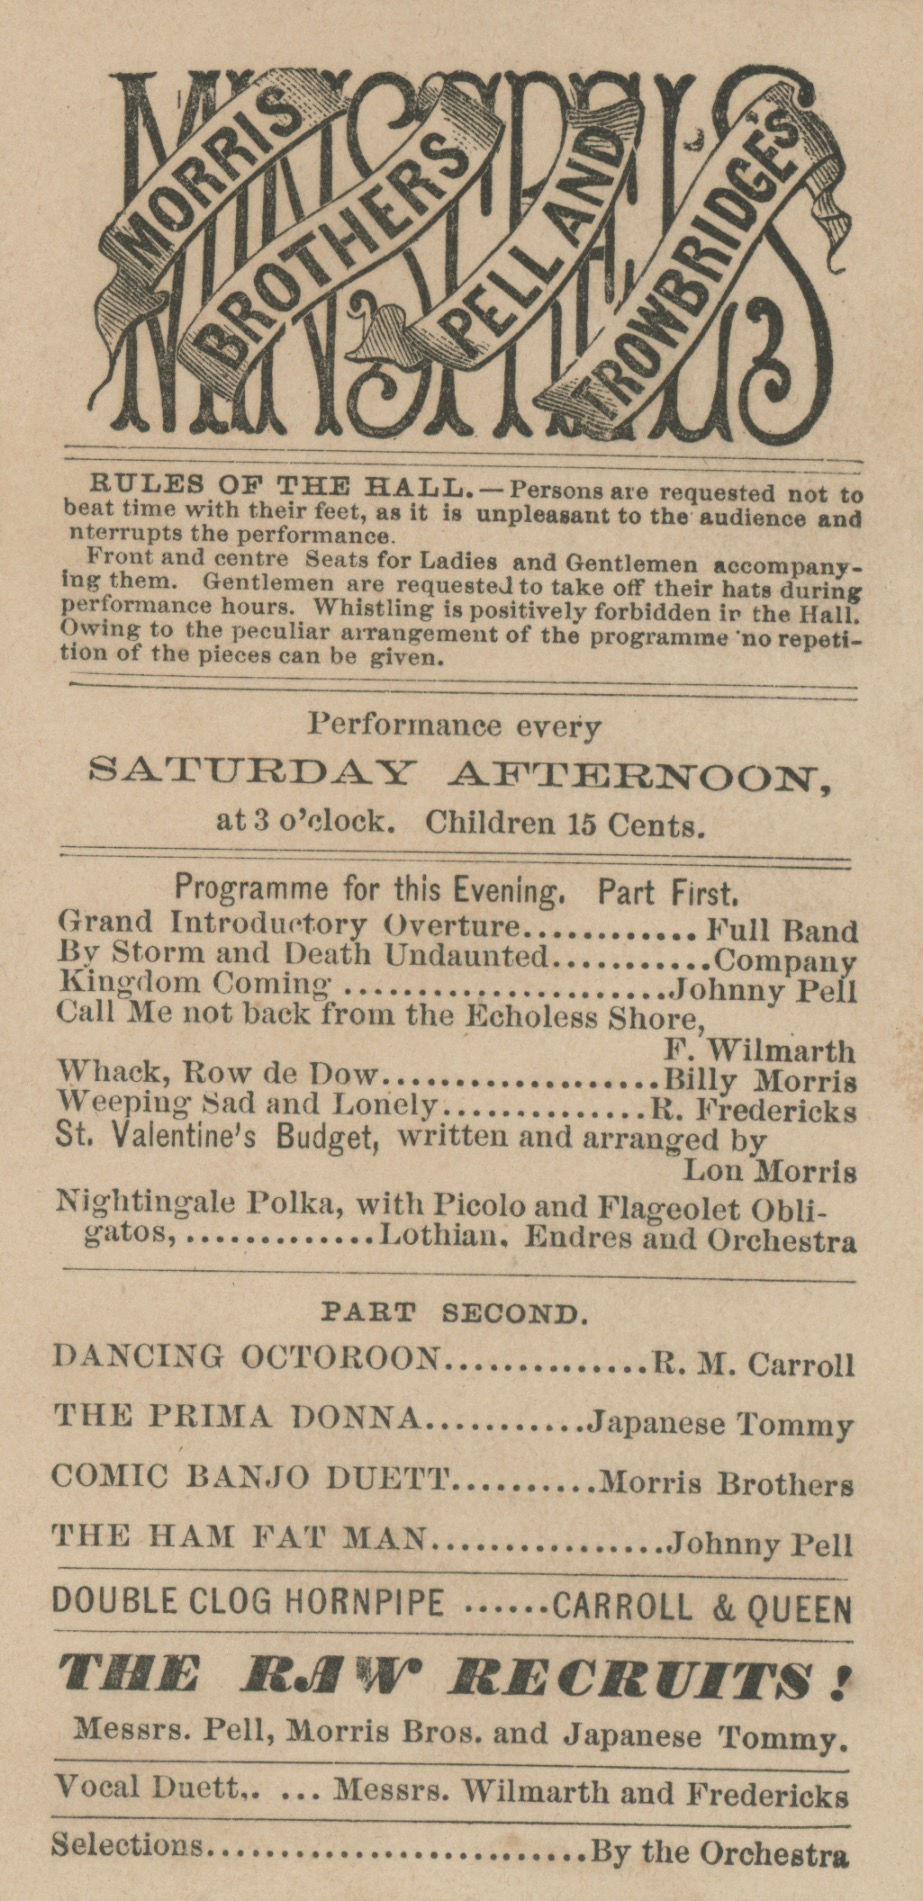 MINSTRELS
MORRIS
BROTHERS
PELL AND
TROWBRIDGE'S
RULES OF THE HALL.—Persons are requested not to
beat time with their feet, as it is unpleasant to the audience and
nterrupts the performance.
Front and centre Seats for Ladies and Gentlemen accompany-
ing them. Gentlemen are requested to take off their hats during
performance hours. Whistling is positively forbidden in the Hall.
Owing to the peculiar arrangement of the programme no repeti-
tion of the pieces can be given.
Performance every
SATURDAY AFTERNOON,
at 3 o'clock. Children 15 Cents.
Programme for this Evening. Part First.
Grand Introductory Overture............Full Band
By Storm and Death Undaunted...........Company
Kingdom Coming ......................Johnny Pell
Call Me not back from the Echoless Shore,
F. Wilmarth
Whack, Row de Dow...................Billy Morris
Weeping Sad and Lonely..............R. Fredericks
St. Valentine's Budget, written and arranged by
Lon Morris
Nightingale Polka, with Picolo and Flageolet Obli-
gatos, .............Lothian. Endres and Orchestra
PART SECOND.
DANCING OCTOROON..............R. M. Carroll
THE PRIMA DONNA...........Japanese Tommy
COMIC BANJO DUETT..........Morris Brothers
THE HAM FAT MAN................Johnny Pell
DOUBLE CLOG HORNPIPE ......CARROLL & QUEEN
THE RAW RECRUITS!
Messrs. Pell, Morris Bros. and Japanese Tommy.
Vocal Duett,. ... Messrs. Wilmarth and Fredericks
Selections..........................By the Orchestra